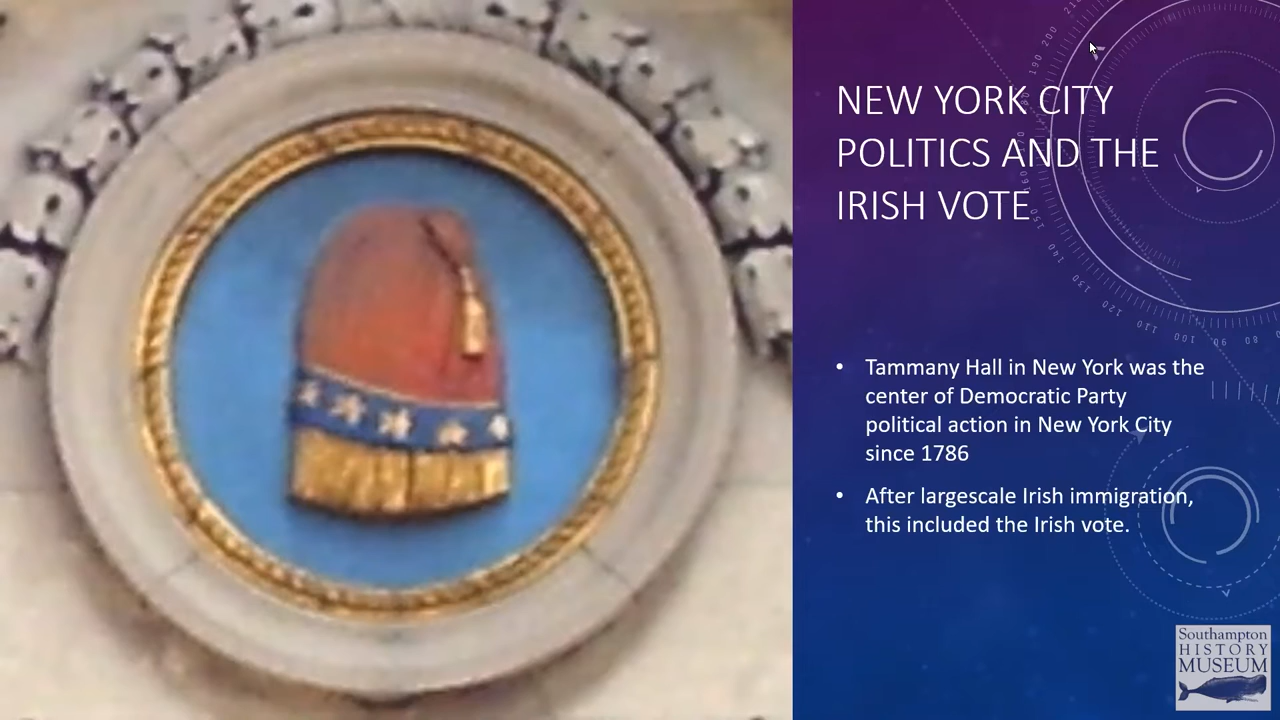 NEW YORK CITY
POLITICS AND THE
IRISH VOTE
• Tammany Hall in New York was the
center of Democratic Party
political action in New York City
since 1786
• After largescale Irish immigration,
this included the Irish vote.
Southampton
HISTORY
MUSEUM